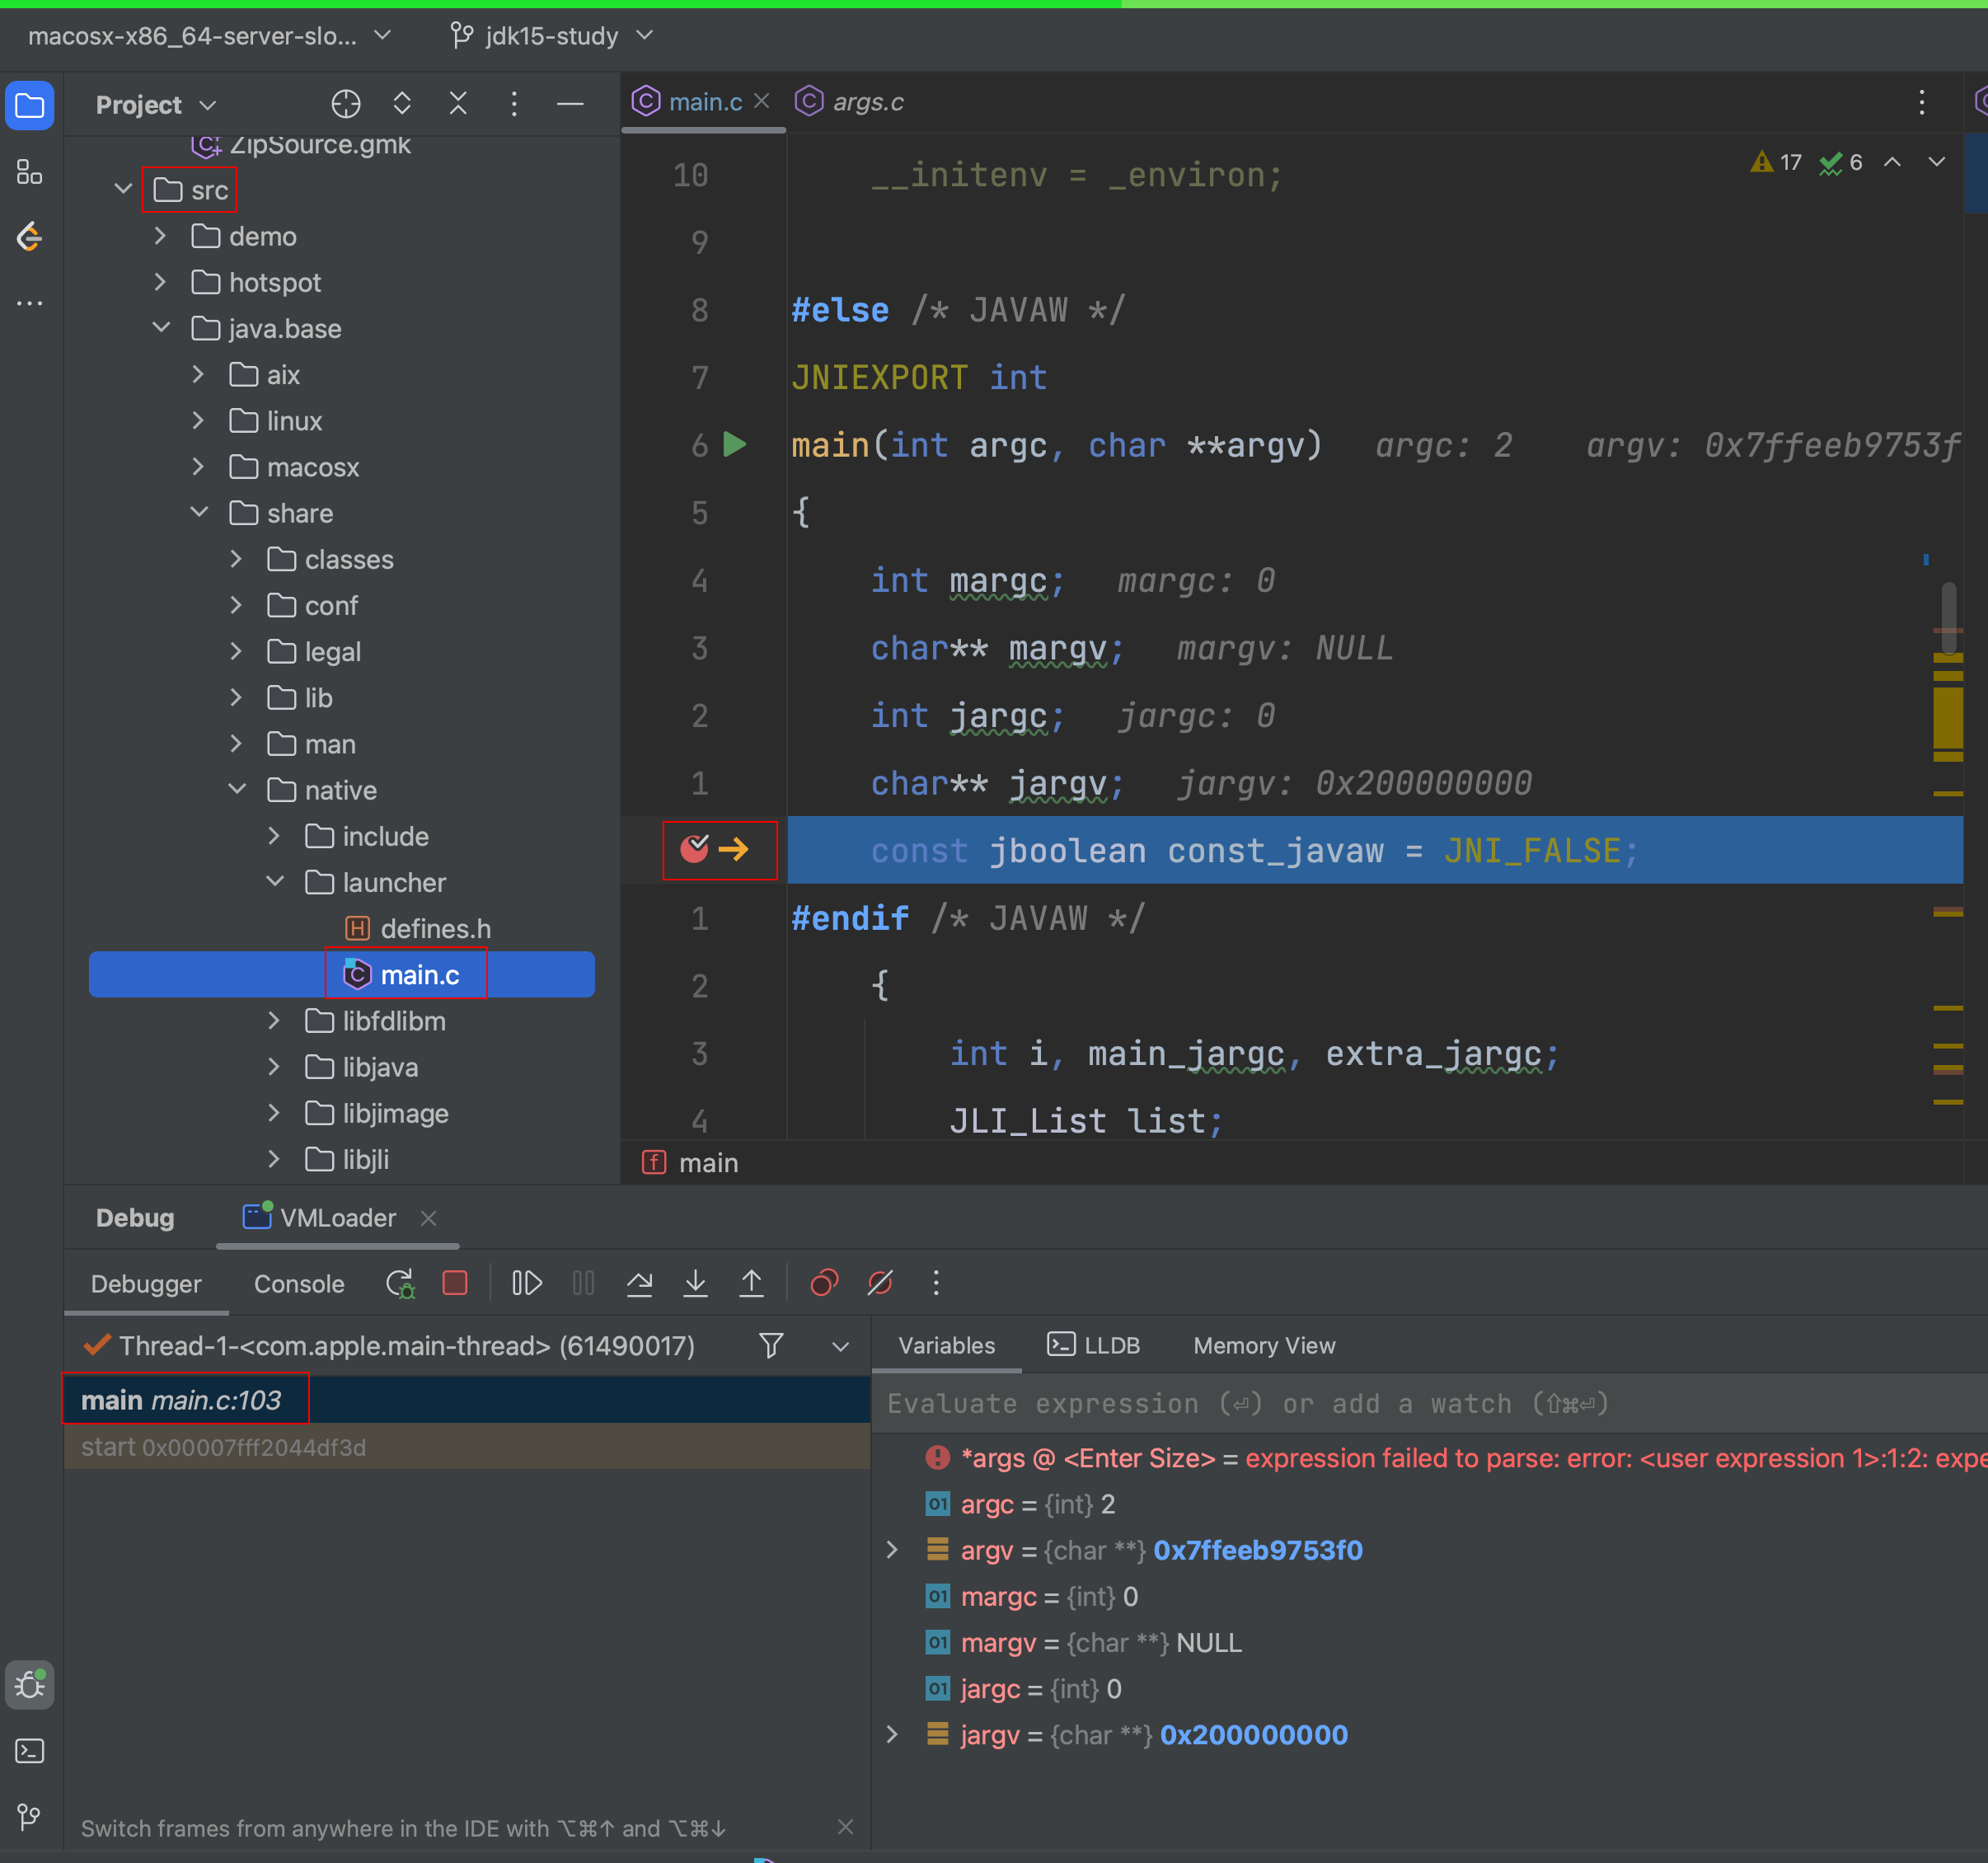 macosx-x86_64-server-slo...
jdk15-study
Project
ZipSource.gmk
src
demo
hotspot
java.base
aix
linux
macosx
share
classes
conf
legal
lib
man
native
include
launcher
defines.h
main.c
libfdlibm
libjava
libjimage
libjli
main.c
args.c
17 6
10 __initenv = _environ;
9
8 #else /* JAVAW */
7 JNIEXPORT int
6 main(int argc, char **argv) argc: 2 argv: 0x7ffeeb9753f
5 {
4 int margc; margc: 0
3 char** margv; margv: NULL
2 int jargc; jargc: 0
1 char** jargv; jargv: 0x200000000
const jboolean const_javaw = JNI_FALSE;
1 #endif /* JAVAW */
2 {
3 int i, main_jargc, extra_jargc;
4 JLI_List list;
main
Debug
VMLoader
Debugger
Console
Thread-1-<com.apple.main-thread> (61490017)
main main.c:103
start 0x00007fff2044df3d
Switch frames from anywhere in the IDE with ⌥⌘↑ and ⌥⌘↓
Variables
LLDB
Memory View
Evaluate expression (⏎) or add a watch (⇧⌘⏎)
*args @ <Enter Size> = expression failed to parse: error: <user expression 1>:1:2: expe
argc = {int} 2
argv = {char **} 0x7ffeeb9753f0
margc = {int} 0
margv = {char **} NULL
jargc = {int} 0
jargv = {char **} 0x200000000